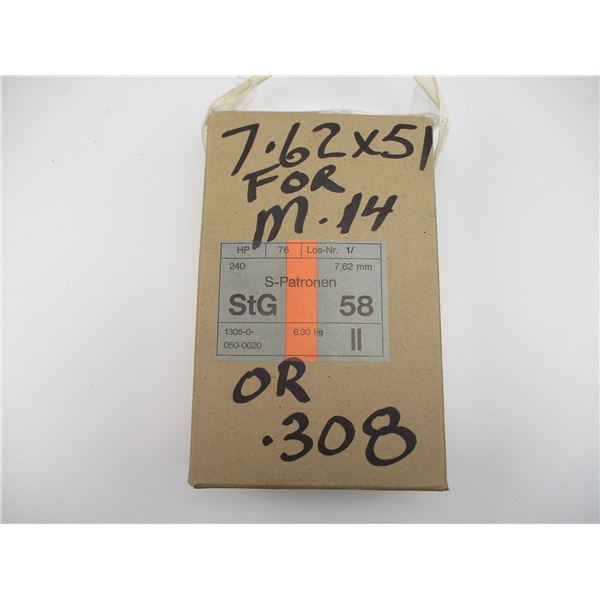 7.62x51
FOR
M.14
HP 76 Los-Nr. 1/
240 7,62 mm
S-Patronen
StG 58
1305-0- 6.30 kg II
050-0020
OR
.308